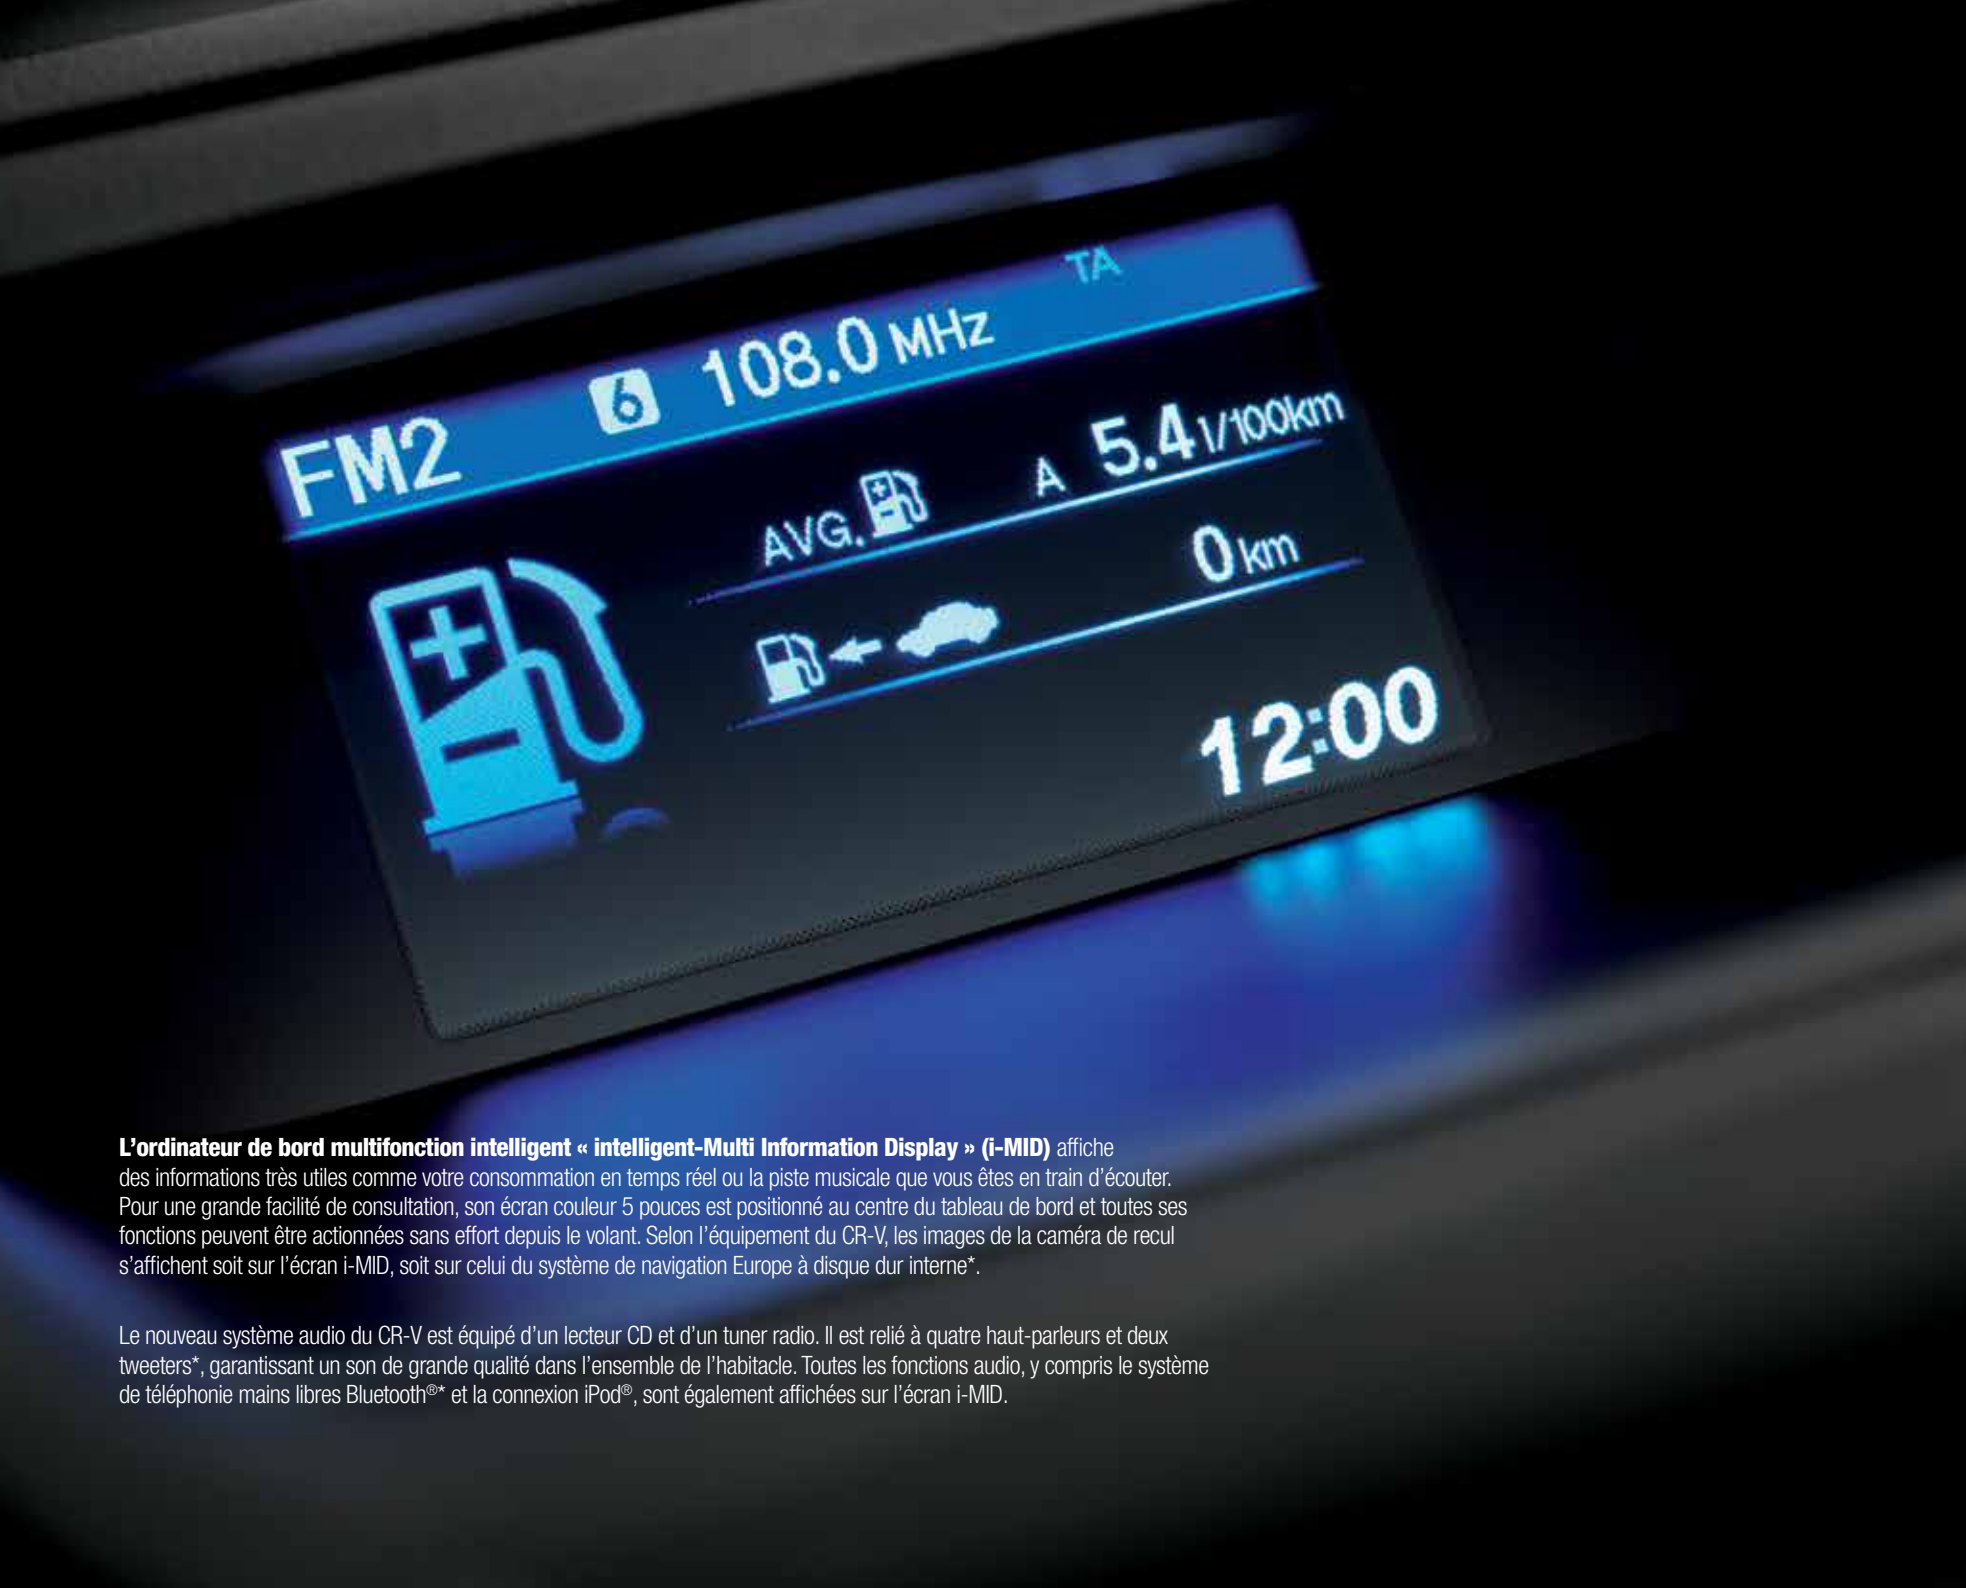 TA
FM2 6 108.0 MHz
AVG. A 5.4 l/100km
0 km
12:00
L’ordinateur de bord multifonction intelligent « intelligent-Multi Information Display » (i-MID) affiche
des informations très utiles comme votre consommation en temps réel ou la piste musicale que vous êtes en train d’écouter.
Pour une grande facilité de consultation, son écran couleur 5 pouces est positionné au centre du tableau de bord et toutes ses
fonctions peuvent être actionnées sans effort depuis le volant. Selon l’équipement du CR-V, les images de la caméra de recul
s’affichent soit sur l’écran i-MID, soit sur celui du système de navigation Europe à disque dur interne*.
Le nouveau système audio du CR-V est équipé d’un lecteur CD et d’un tuner radio. Il est relié à quatre haut-parleurs et deux
tweeters*, garantissant un son de grande qualité dans l’ensemble de l’habitacle. Toutes les fonctions audio, y compris le système
de téléphonie mains libres Bluetooth®* et la connexion iPod®, sont également affichées sur l’écran i-MID.